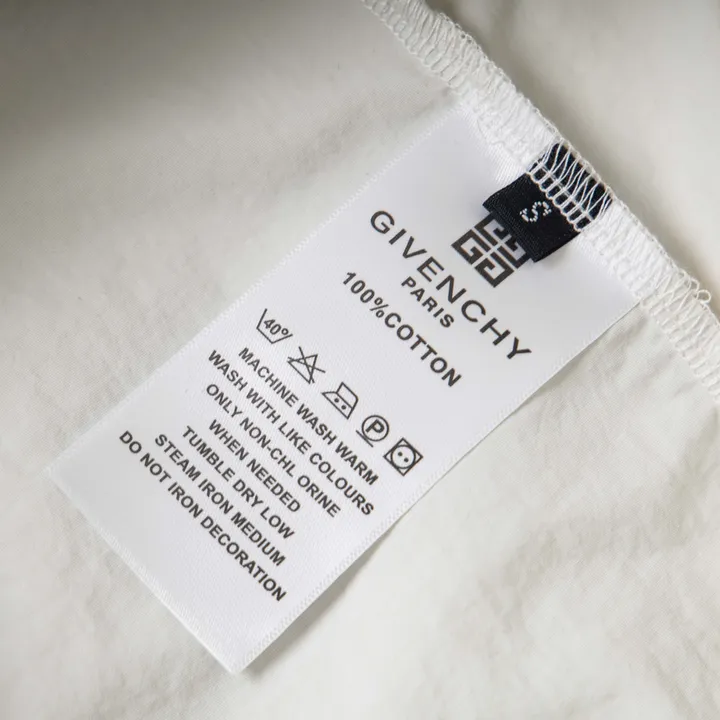 S
GIVENCHY
PARIS
100%COTTON
40°
P
MACHINE WASH WARM
WASH WITH LIKE COLOURS
ONLY NON-CHL ORINE
WHEN NEEDED
TUMBLE DRY LOW
STEAM IRON MEDIUM
DO NOT IRON DECORATION